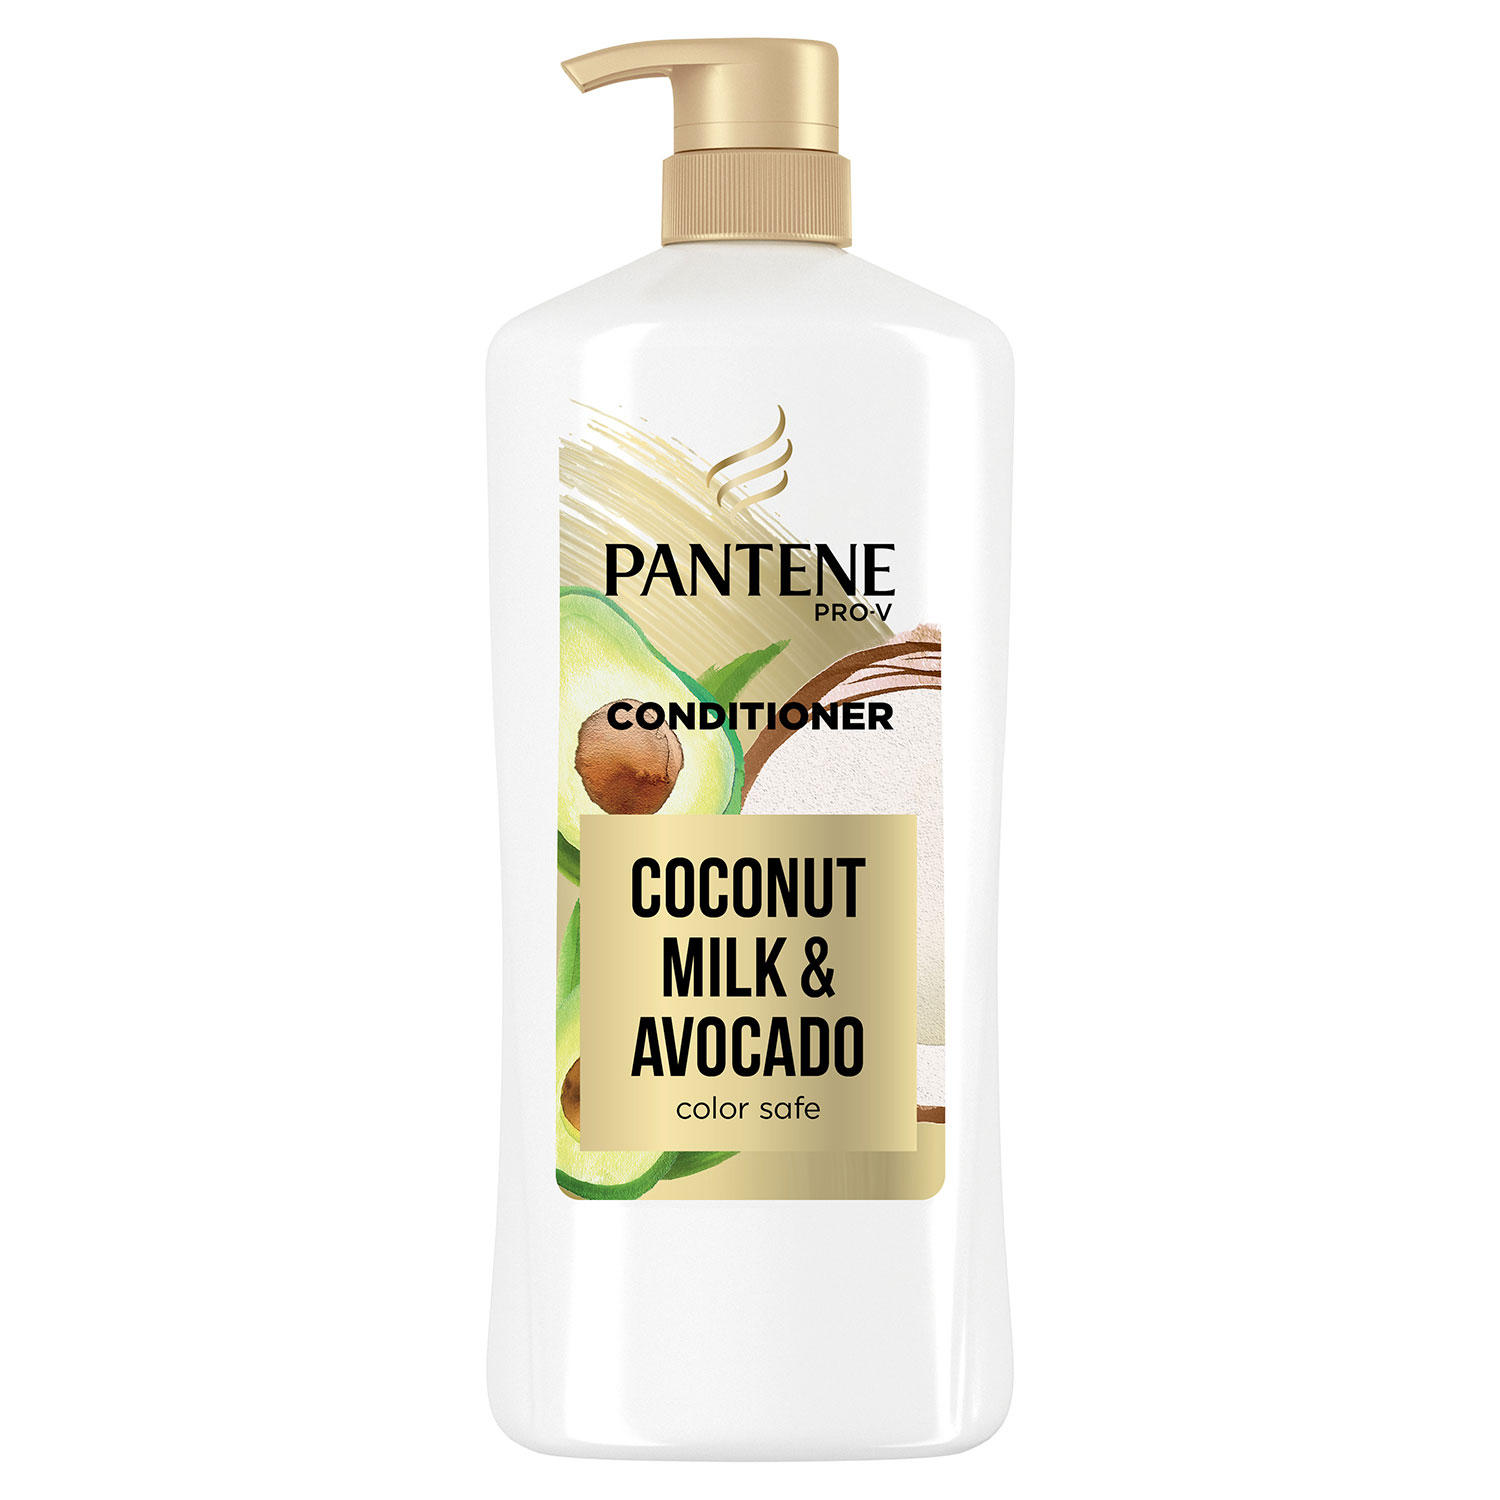 PANTENE
PRO-V
CONDITIONER
COCONUT
MILK &
AVOCADO
color safe